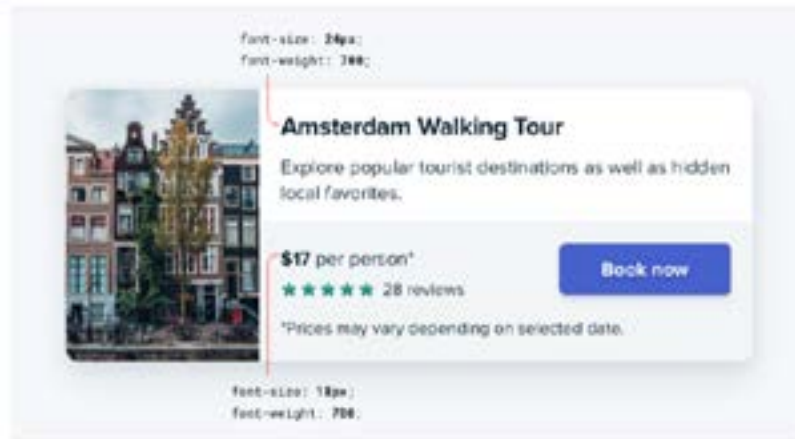 font-size: 24px;
font-weight: 700;
Amsterdam Walking Tour
Explore popular tourist destinations as well as hidden
local favorites.
$17 per person*
Book now
28 reviews
*Prices may vary depending on selected date.
font-size: 18px;
font-weight: 700;